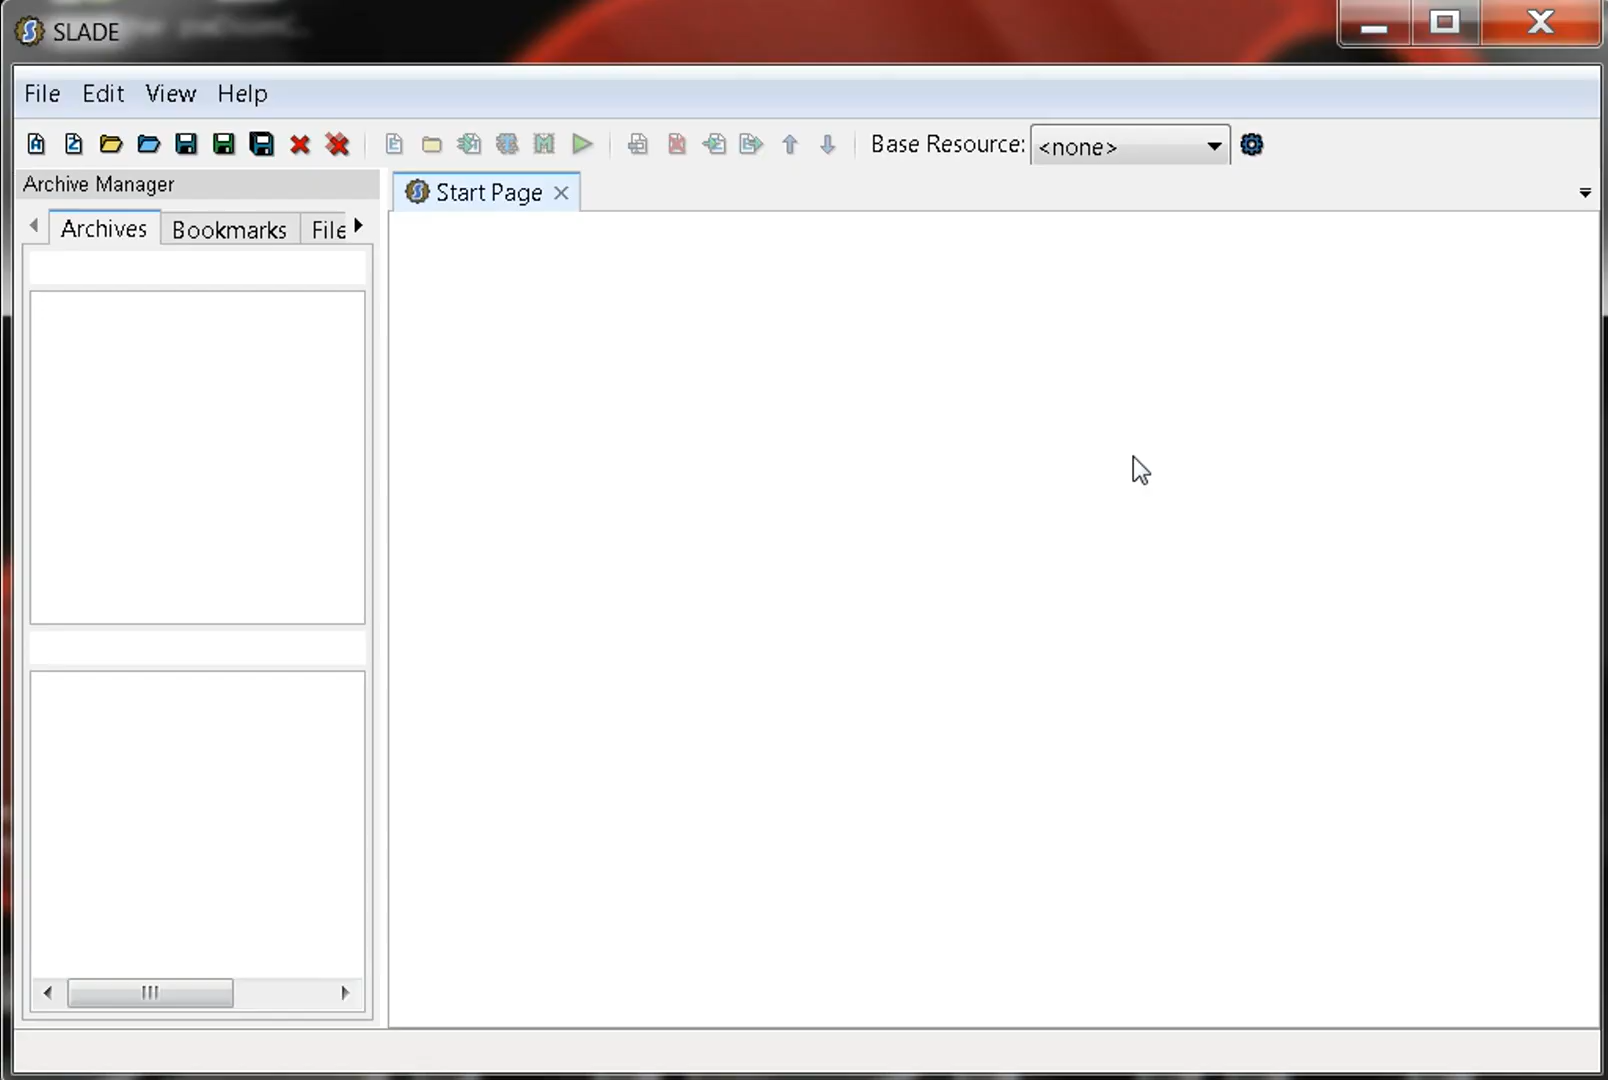 SLADE
File Edit View Help
Base Resource: <none>
Archive Manager
Start Page
Archives Bookmarks File